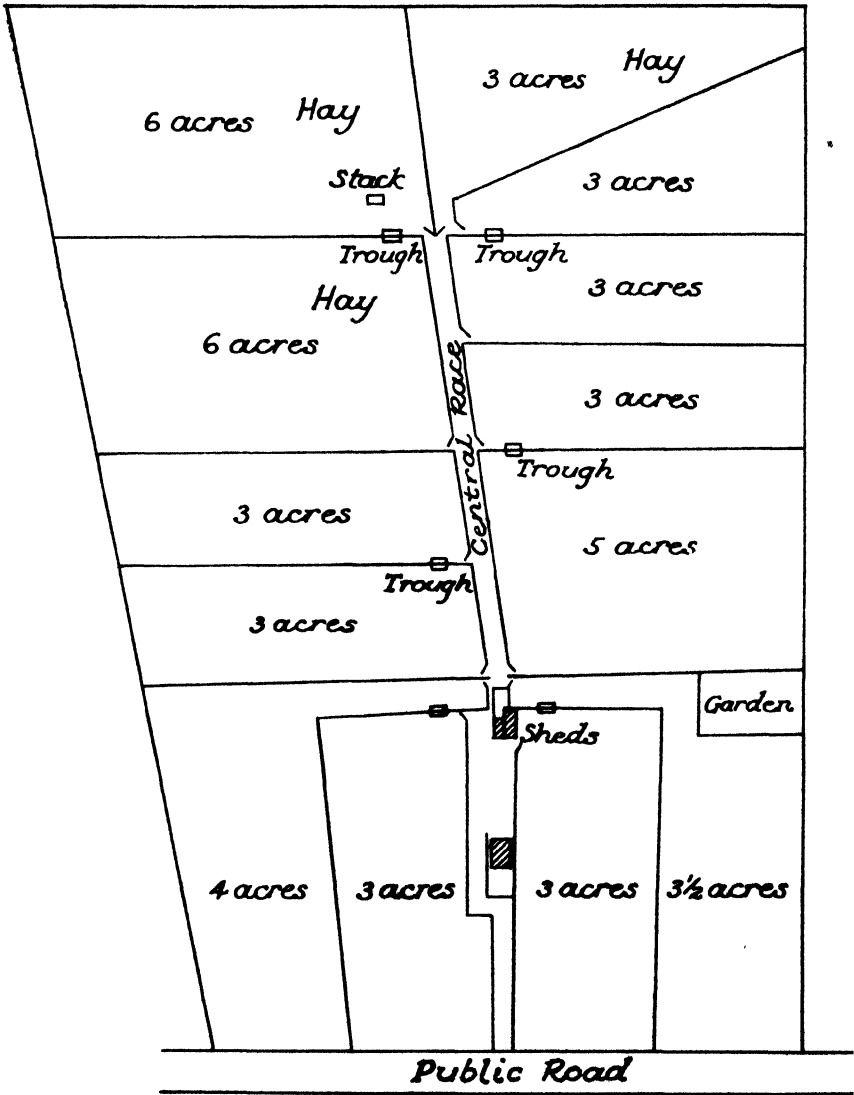 3 acres Hay
6 acres Hay
Stack
3 acres
Trough Trough
3 acres
Hay
6 acres
3 acres
Central Race
Trough
3 acres
5 acres
Trough
3 acres
Garden
Sheds
4 acres 3 acres 3 acres 3½ acres
Public Road